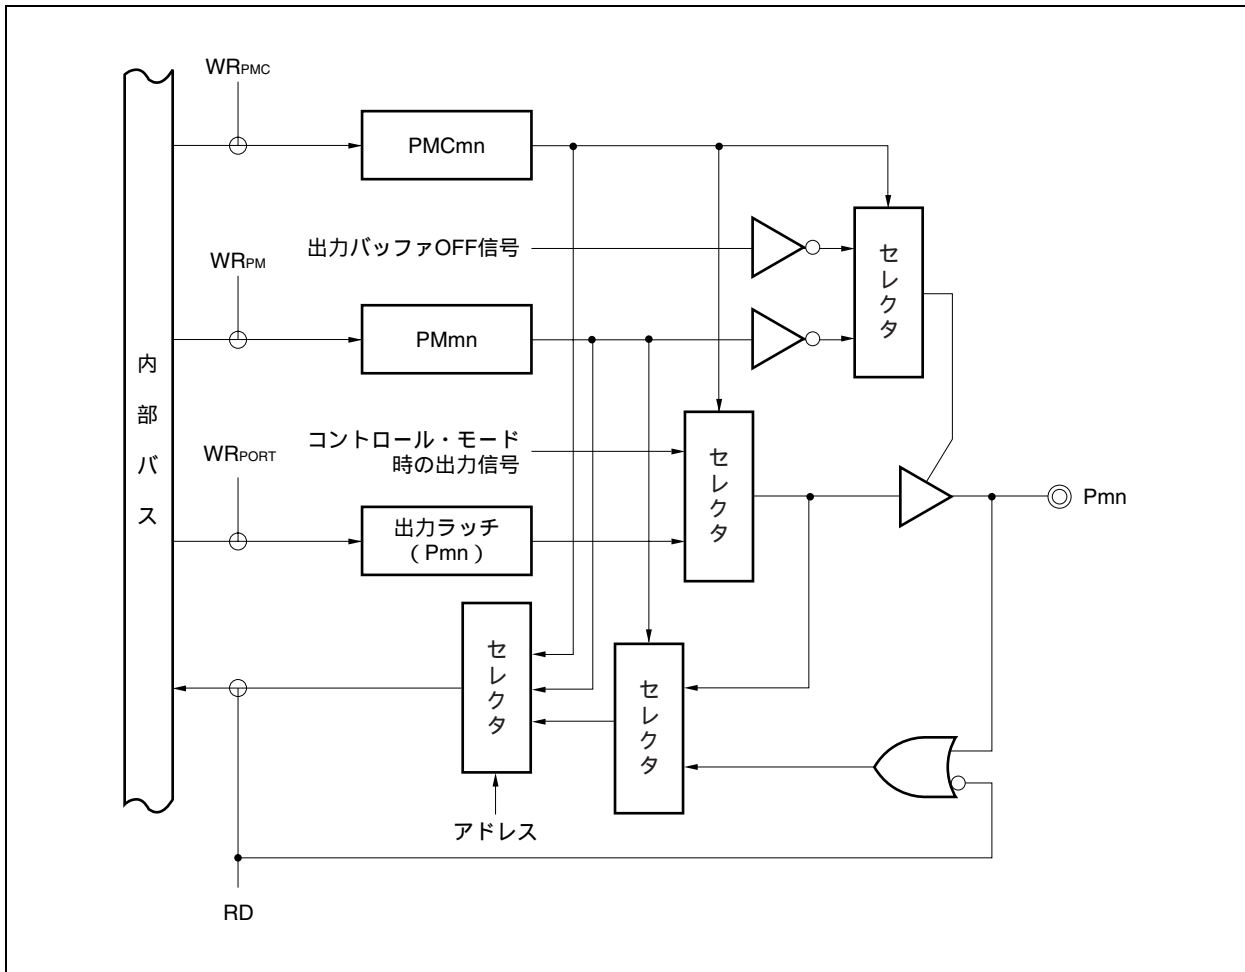 WRPMC
PMCmn
出力バッファOFF信号
セレクタ
WRPM
PMmn
内部バス
コントロール・モード
時の出力信号
セレクタ
WRPORT
出力ラッチ
( Pmn )
Pmn
セレクタ
セレクタ
アドレス
RD